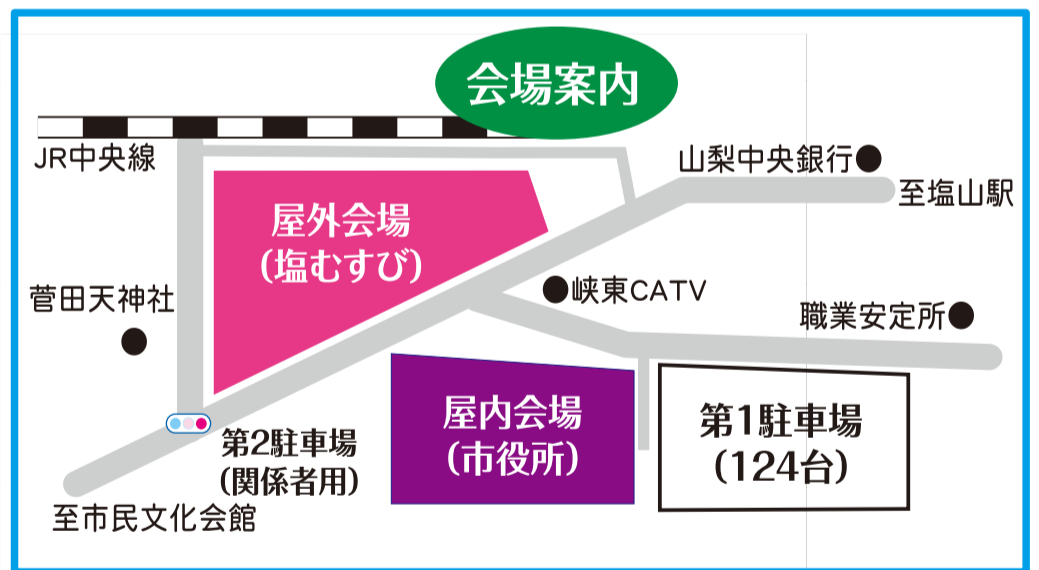 会場案内
JR中央線
山梨中央銀行
至塩山駅
屋外会場
(塩むすび)
菅田天神社
峡東CATV
職業安定所
屋内会場
(市役所)
第1駐車場
(124台)
第2駐車場
(関係者用)
至市民文化会館